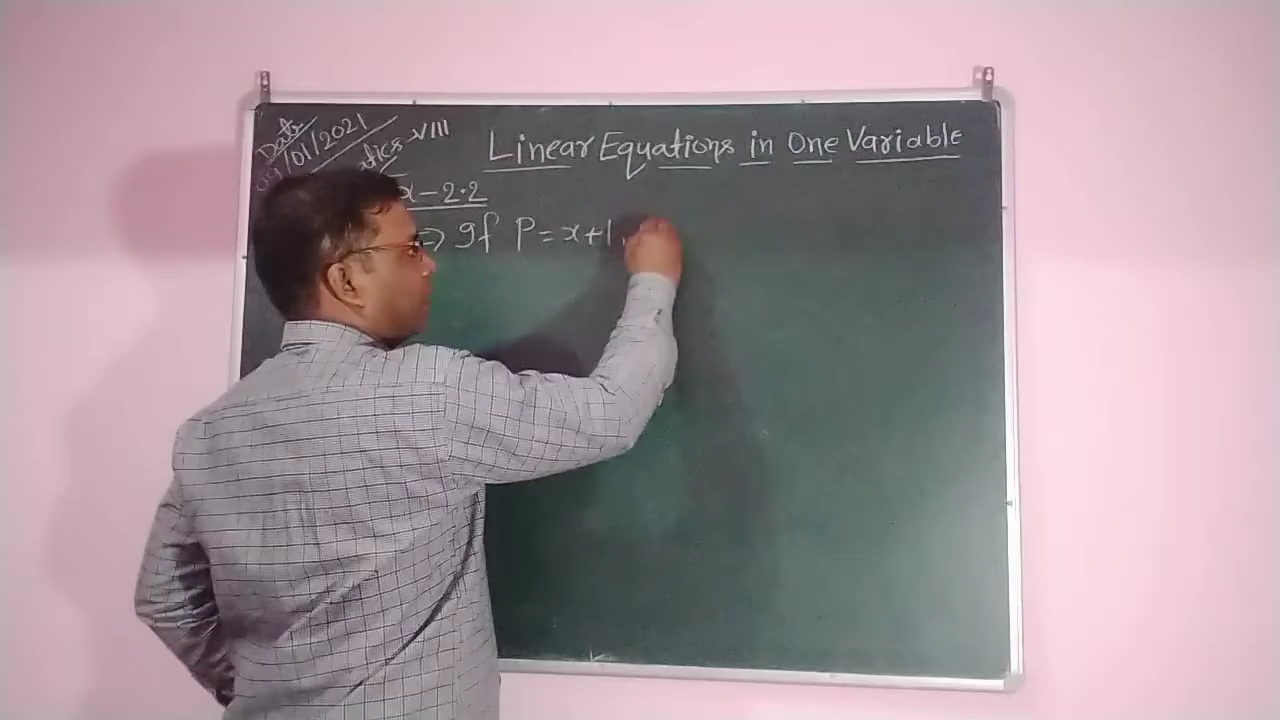 Date
09/01/2021
atics-VIII
Linear Equations in One Variable
x-2.2
⇒ If P=x+1,